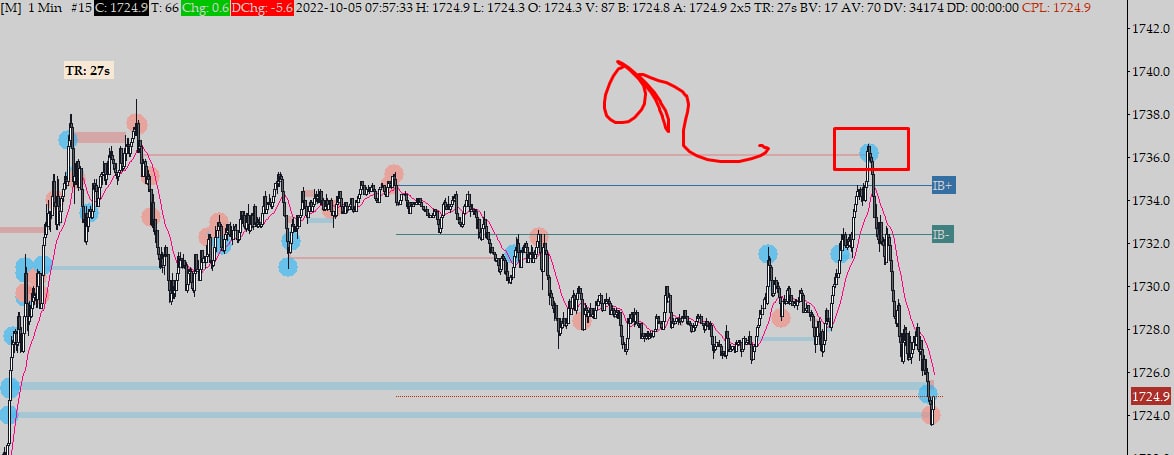 [M] 1 Min #15 C: 1724.9 T: 66 Chg: 0.6 DChg: -5.6 2022-10-05 07:57:33 H: 1724.9 L: 1724.3 O: 1724.3 V: 87 B: 1724.8 A: 1724.9 2x5 TR: 27s BV: 17 AV: 70 DV: 34174 DD: 00:00:00 CPL: 1724.9
1742.0
TR: 27s
1740.0
1738.0
1736.0
IB+
1734.0
IB-
1732.0
1730.0
1728.0
1726.0
1724.9
1724.0